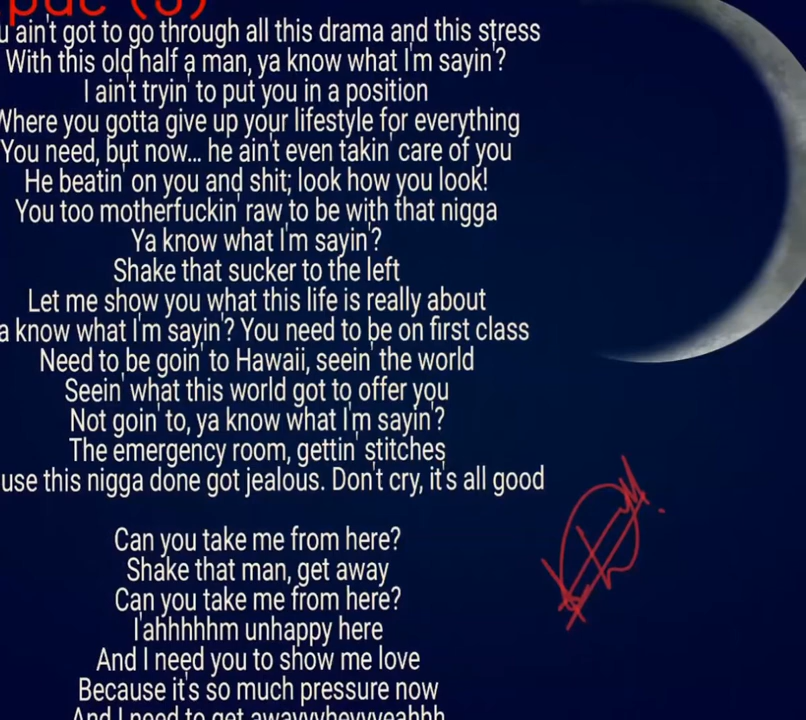 pac (3)
ain't got to go through all this drama and this stress
With this old half a man, ya know what I'm sayin'?
I ain't tryin' to put you in a position
Where you gotta give up your lifestyle for everything
You need, but now... he ain't even takin' care of you
He beatin' on you and shit; look how you look!
You too motherfuckin' raw to be with that nigga
Ya know what I'm sayin'?
Shake that sucker to the left
Let me show you what this life is really about
a know what I'm sayin'? You need to be on first class
Need to be goin' to Hawaii, seein' the world
Seein' what this world got to offer you
Not goin' to, ya know what I'm sayin'?
The emergency room, gettin' stitches
use this nigga done got jealous. Don't cry, it's all good
Can you take me from here?
Shake that man, get away
Can you take me from here?
I'ahhhhhm unhappy here
And I need you to show me love
Because it's so much pressure now
And I need to get